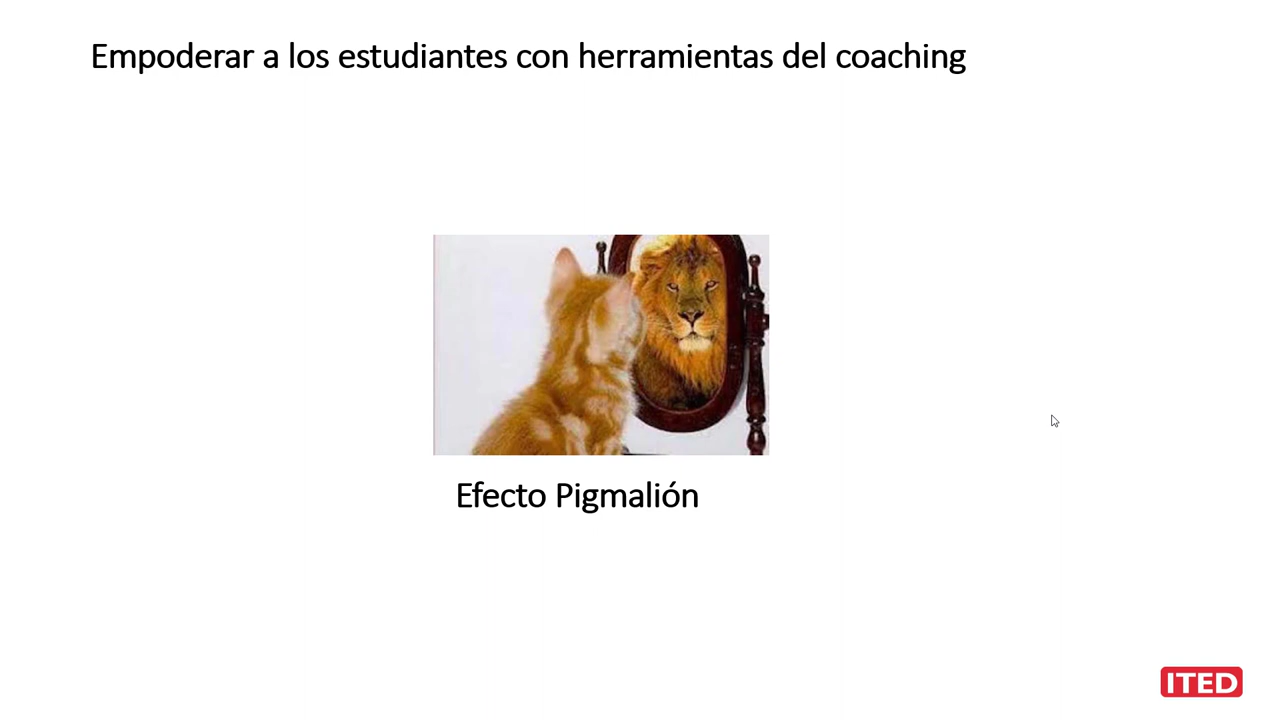 Empoderar a los estudiantes con herramientas del coaching
Efecto Pigmalión
ITED